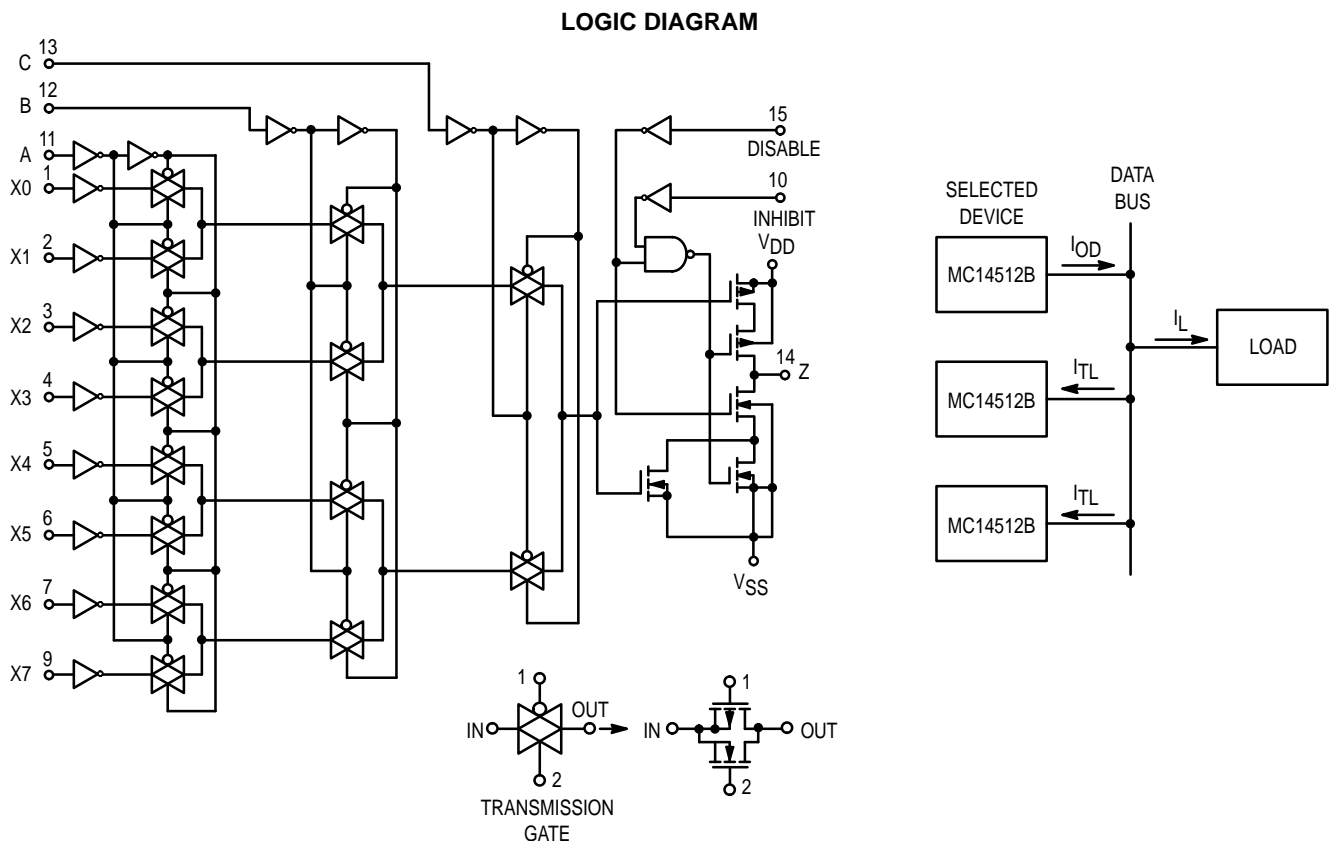 LOGIC DIAGRAM
C 13
B 12
A 11
X0 1
X1 2
X2 3
X3 4
X4 5
X5 6
X6 7
X7 9
15
DISABLE
10
INHIBIT
VDD
14 Z
VSS
SELECTED
DEVICE
DATA
BUS
MC14512B
IOD
IL
LOAD
MC14512B
ITL
MC14512B
ITL
1
IN
OUT
2
TRANSMISSION
GATE
1
IN
OUT
2